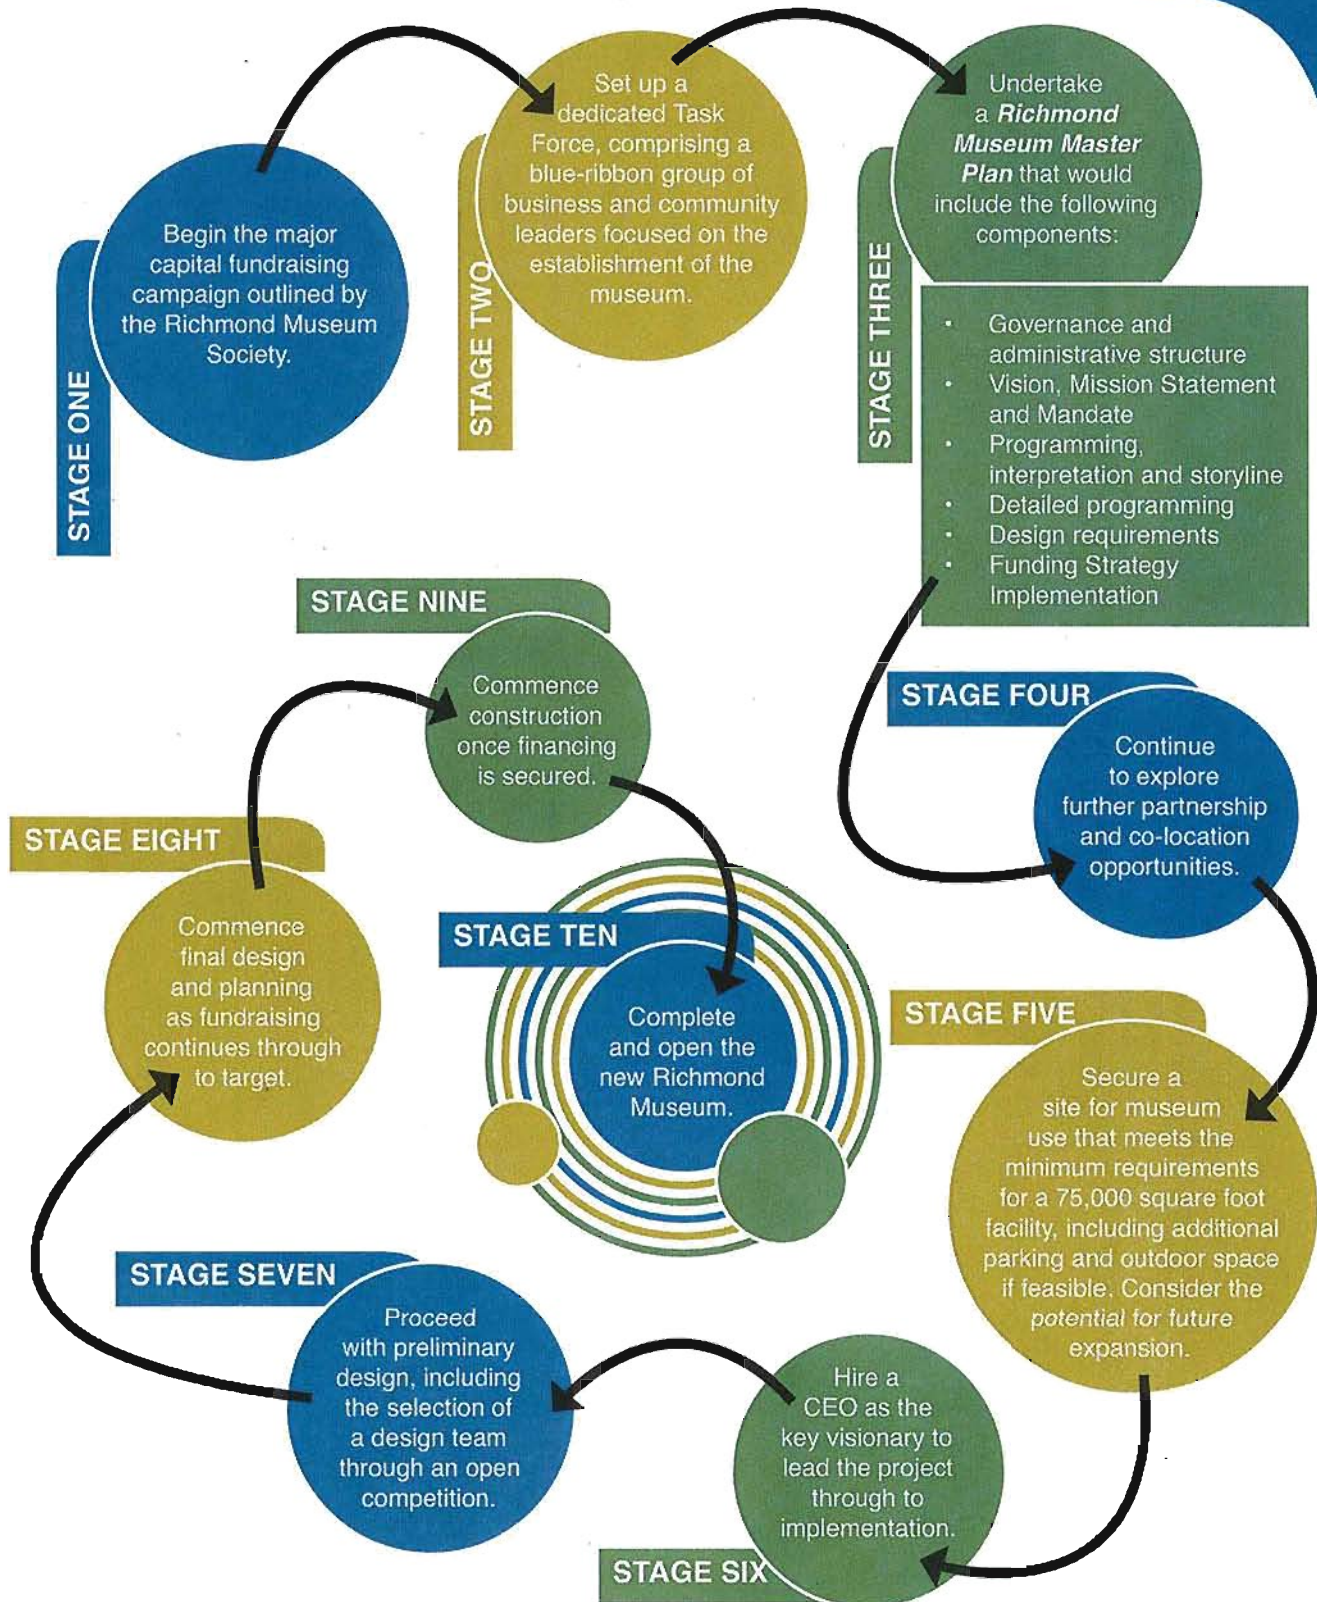 STAGE ONE
Begin the major
capital fundraising
campaign outlined by
the Richmond Museum
Society.
STAGE TWO
Set up a
dedicated Task
Force, comprising a
blue-ribbon group of
business and community
leaders focused on the
establishment of the
museum.
STAGE THREE
Undertake
a Richmond
Museum Master
Plan that would
include the following
components:
• Governance and
administrative structure
• Vision, Mission Statement
and Mandate
• Programming,
interpretation and storyline
• Detailed programming
• Design requirements
• Funding Strategy
Implementation
STAGE FOUR
Continue
to explore
further partnership
and co-location
opportunities.
STAGE FIVE
Secure a
site for museum
use that meets the
minimum requirements
for a 75,000 square foot
facility, including additional
parking and outdoor space
if feasible. Consider the
potential for future
expansion.
STAGE SIX
Hire a
CEO as the
key visionary to
lead the project
through to
implementation.
STAGE SEVEN
Proceed
with preliminary
design, including
the selection of
a design team
through an open
competition.
STAGE EIGHT
Commence
final design
and planning
as fundraising
continues through
to target.
STAGE NINE
Commence
construction
once financing
is secured.
STAGE TEN
Complete
and open the
new Richmond
Museum.